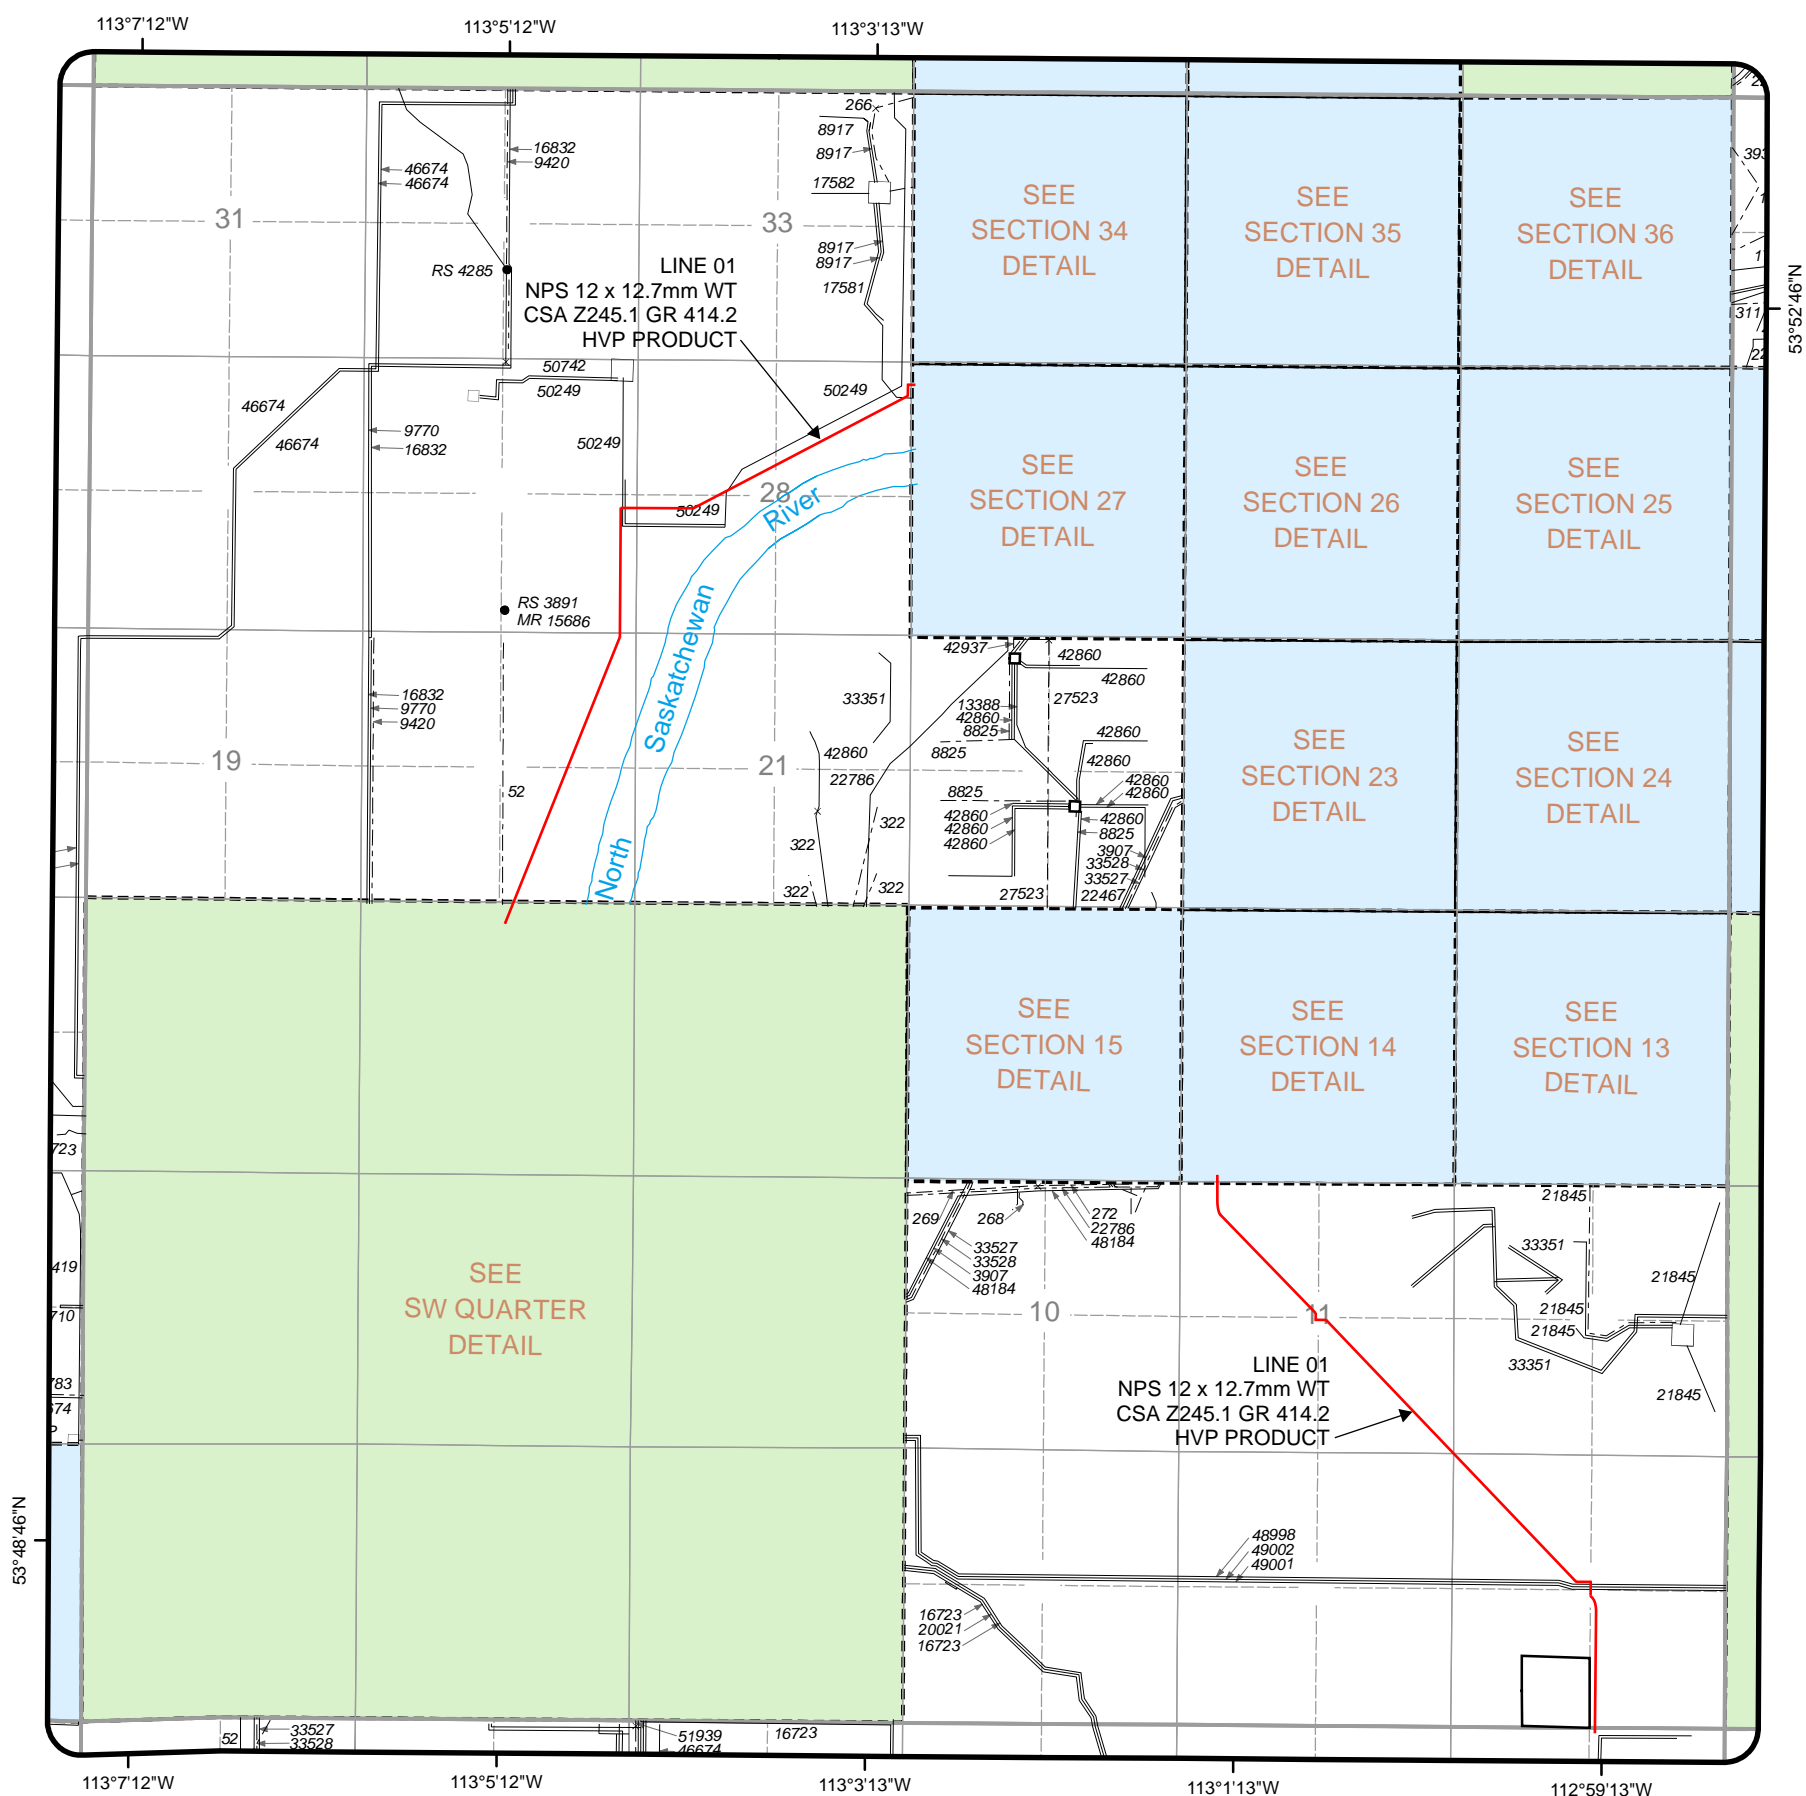 113°7'12"W
113°5'12"W
113°3'13"W
266
8917
8917
17582
16832
9420
46674
46674
SEE
SECTION 34
DETAIL
SEE
SECTION 35
DETAIL
SEE
SECTION 36
DETAIL
31
33
8917
8917
17581
RS 4285
LINE 01
NPS 12 x 12.7mm WT
CSA Z245.1 GR 414.2
HVP PRODUCT
311
53°52'46"N
50742
50249
50249
46674
46674
9770
16832
50249
28
50249
River
SEE
SECTION 27
DETAIL
SEE
SECTION 26
DETAIL
SEE
SECTION 25
DETAIL
RS 3891
MR 15686
Saskatchewan
North
42937
42860
42860
33351
27523
13388
42860
8825
8825
42860
42860
42860
42860
16832
9770
9420
19
21
42860
22786
52
322
322
322
322
8825
42860
42860
42860
42860
8825
3907
33528
33527
22467
27523
SEE
SECTION 23
DETAIL
SEE
SECTION 24
DETAIL
SEE
SECTION 15
DETAIL
SEE
SECTION 14
DETAIL
SEE
SECTION 13
DETAIL
723
419
710
783
674
SEE
SW QUARTER
DETAIL
269
268
272
22786
48184
33527
33528
3907
48184
10
11
21845
33351
21845
21845
21845
33351
21845
LINE 01
NPS 12 x 12.7mm WT
CSA Z245.1 GR 414.2
HVP PRODUCT
53°48'46"N
48998
49002
49001
16723
20021
16723
52
33527
33528
51939
46674
16723
113°7'12"W
113°5'12"W
113°3'13"W
113°1'13"W
112°59'13"W